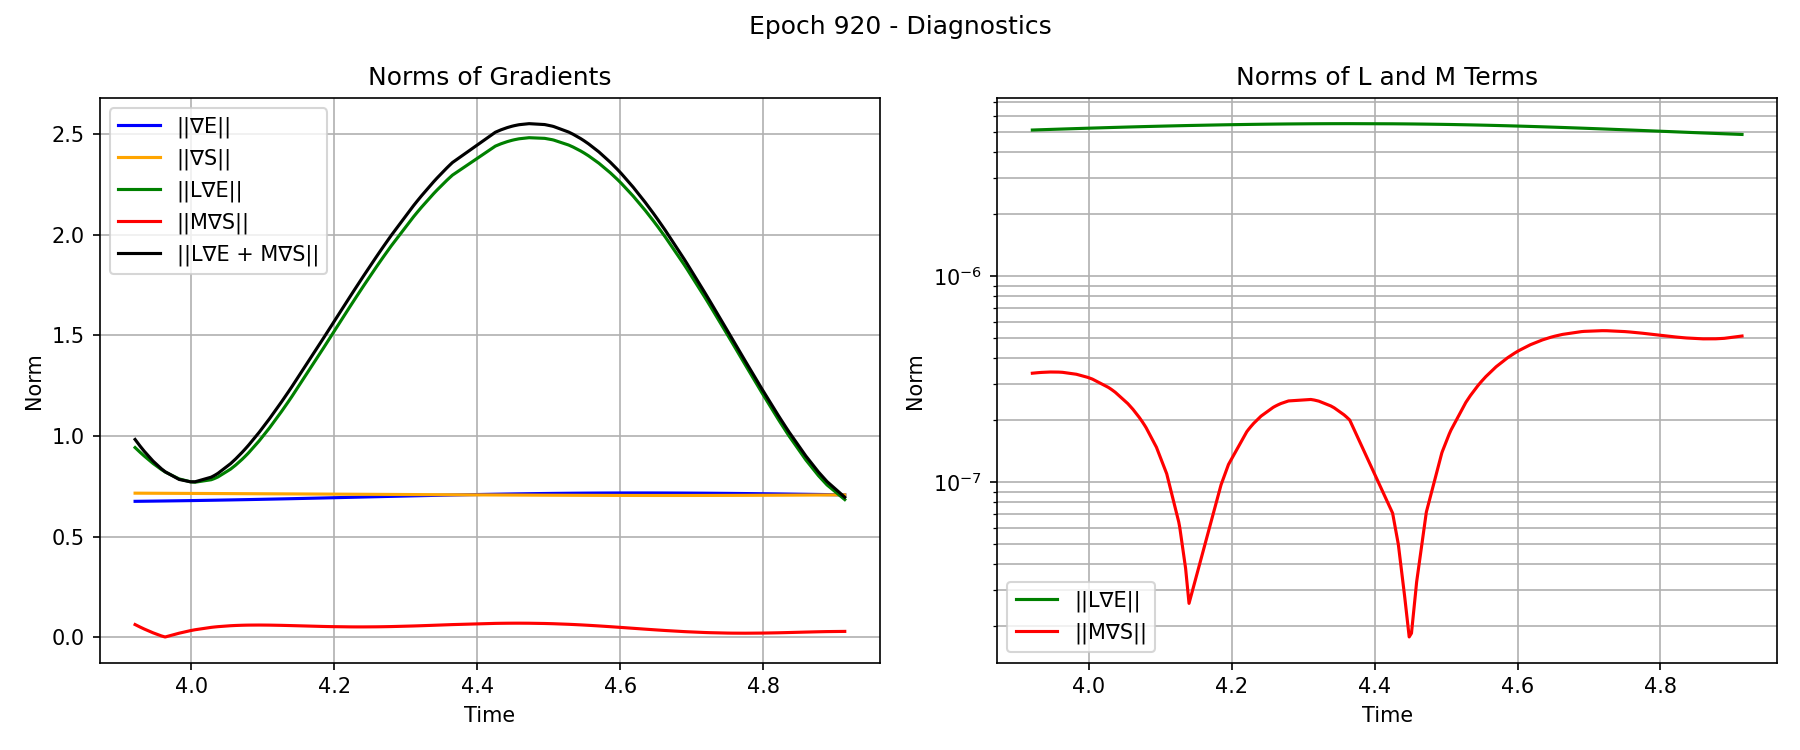 Epoch 920 - Diagnostics
Norms of Gradients
||∇E||
||∇S||
||L∇E||
||M∇S||
||L∇E + M∇S||
2.5
2.0
1.5
1.0
0.5
0.0
Norm
4.0 4.2 4.4 4.6 4.8
Time
Norms of L and M Terms
10⁻⁶
10⁻⁷
Norm
||L∇E||
||M∇S||
4.0 4.2 4.4 4.6 4.8
Time